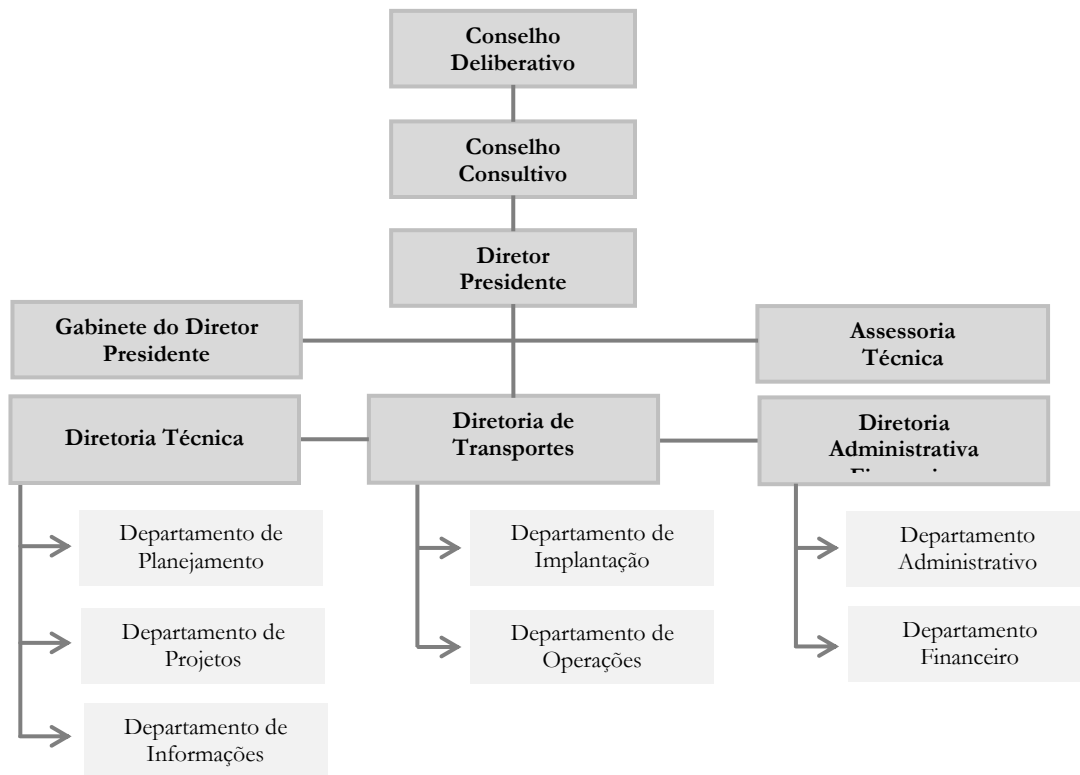 Conselho
Deliberativo
Conselho
Consultivo
Diretor
Presidente
Gabinete do Diretor
Presidente
Assessoria
Técnica
Diretoria Técnica
Diretoria de
Transportes
Diretoria
Administrativa
Departamento de
Planejamento
Departamento de
Implantação
Departamento
Administrativo
Departamento de
Projetos
Departamento de
Operações
Departamento
Financeiro
Departamento de
Informações